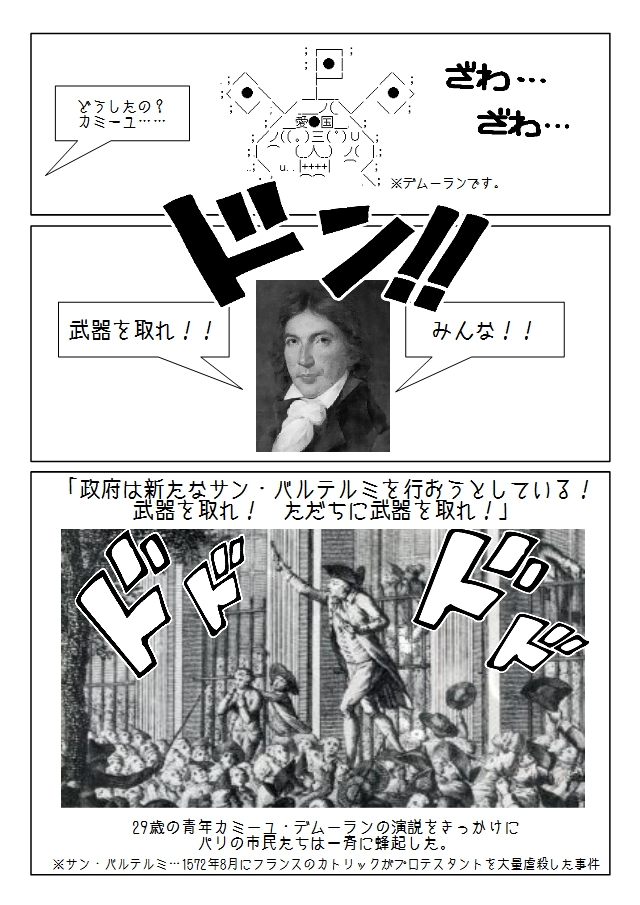 どうしたの？
カミーユ……
愛●国
ざわ…
ざわ…
※デムーランです。
ドン!!
武器を取れ！！
みんな！！
「政府は新たなサン・バルテルミを行おうとしている！
武器を取れ！　ただちに武器を取れ！」
ドドドド
29歳の青年カミーユ・デムーランの演説をきっかけに
パリの市民たちは一斉に蜂起した。
※サン・バルテルミ…1572年8月にフランスのカトリックがプロテスタントを大量虐殺した事件